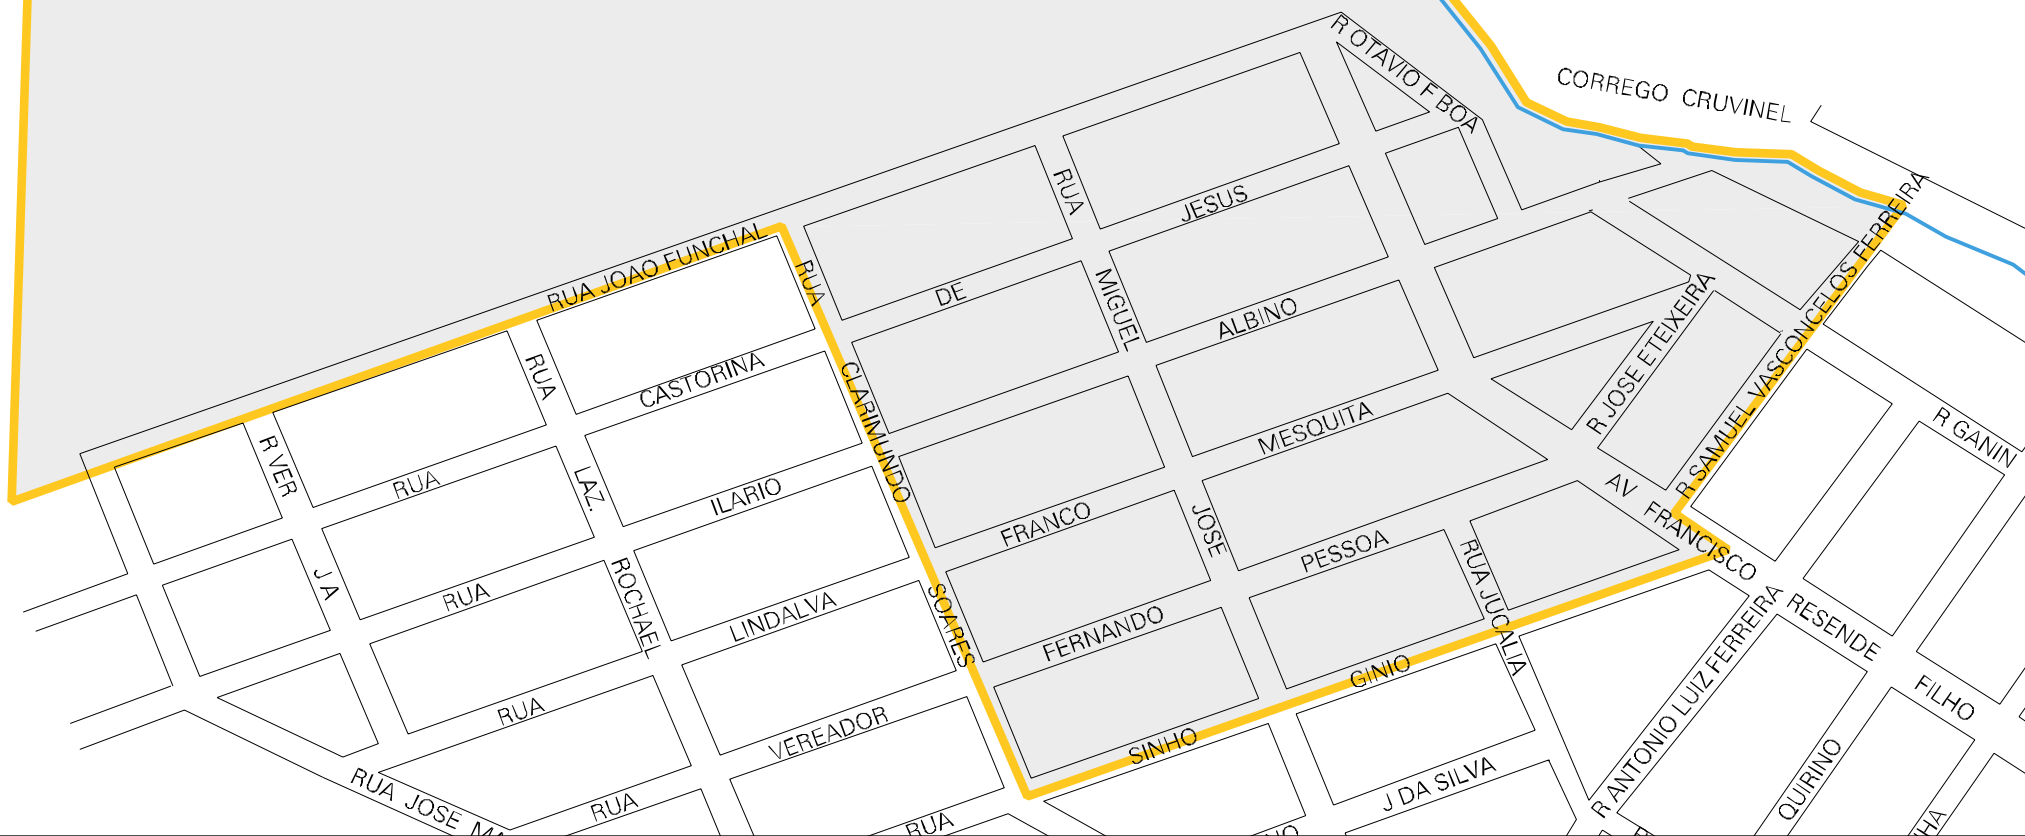 R OTAVIO F BOA
CORREGO CRUVINEL
RUA JOAO FUNCHAL
RUA CLARIMUNDO SOARES
RUA MIGUEL JOSE
R SAMUEL VASCONCELOS FERREIRA
R JOSE ETEIXEIRA
RUA CASTORINA DE JESUS
RUA ILARIO FRANCO ALBINO
RUA LINDALVA FRANCO MESQUITA
RUA VEREADOR FERNANDO PESSOA
RUA SINHO GINIO
R VER J A
RUA LAZ. ROCHAEL
RUA JUCALIA
AV FRANCISCO RESENDE FILHO
R GANIN
R ANTONIO LUIZ FERREIRA
QUIRINO
J DA SILVA
RUA JOSE
RUA